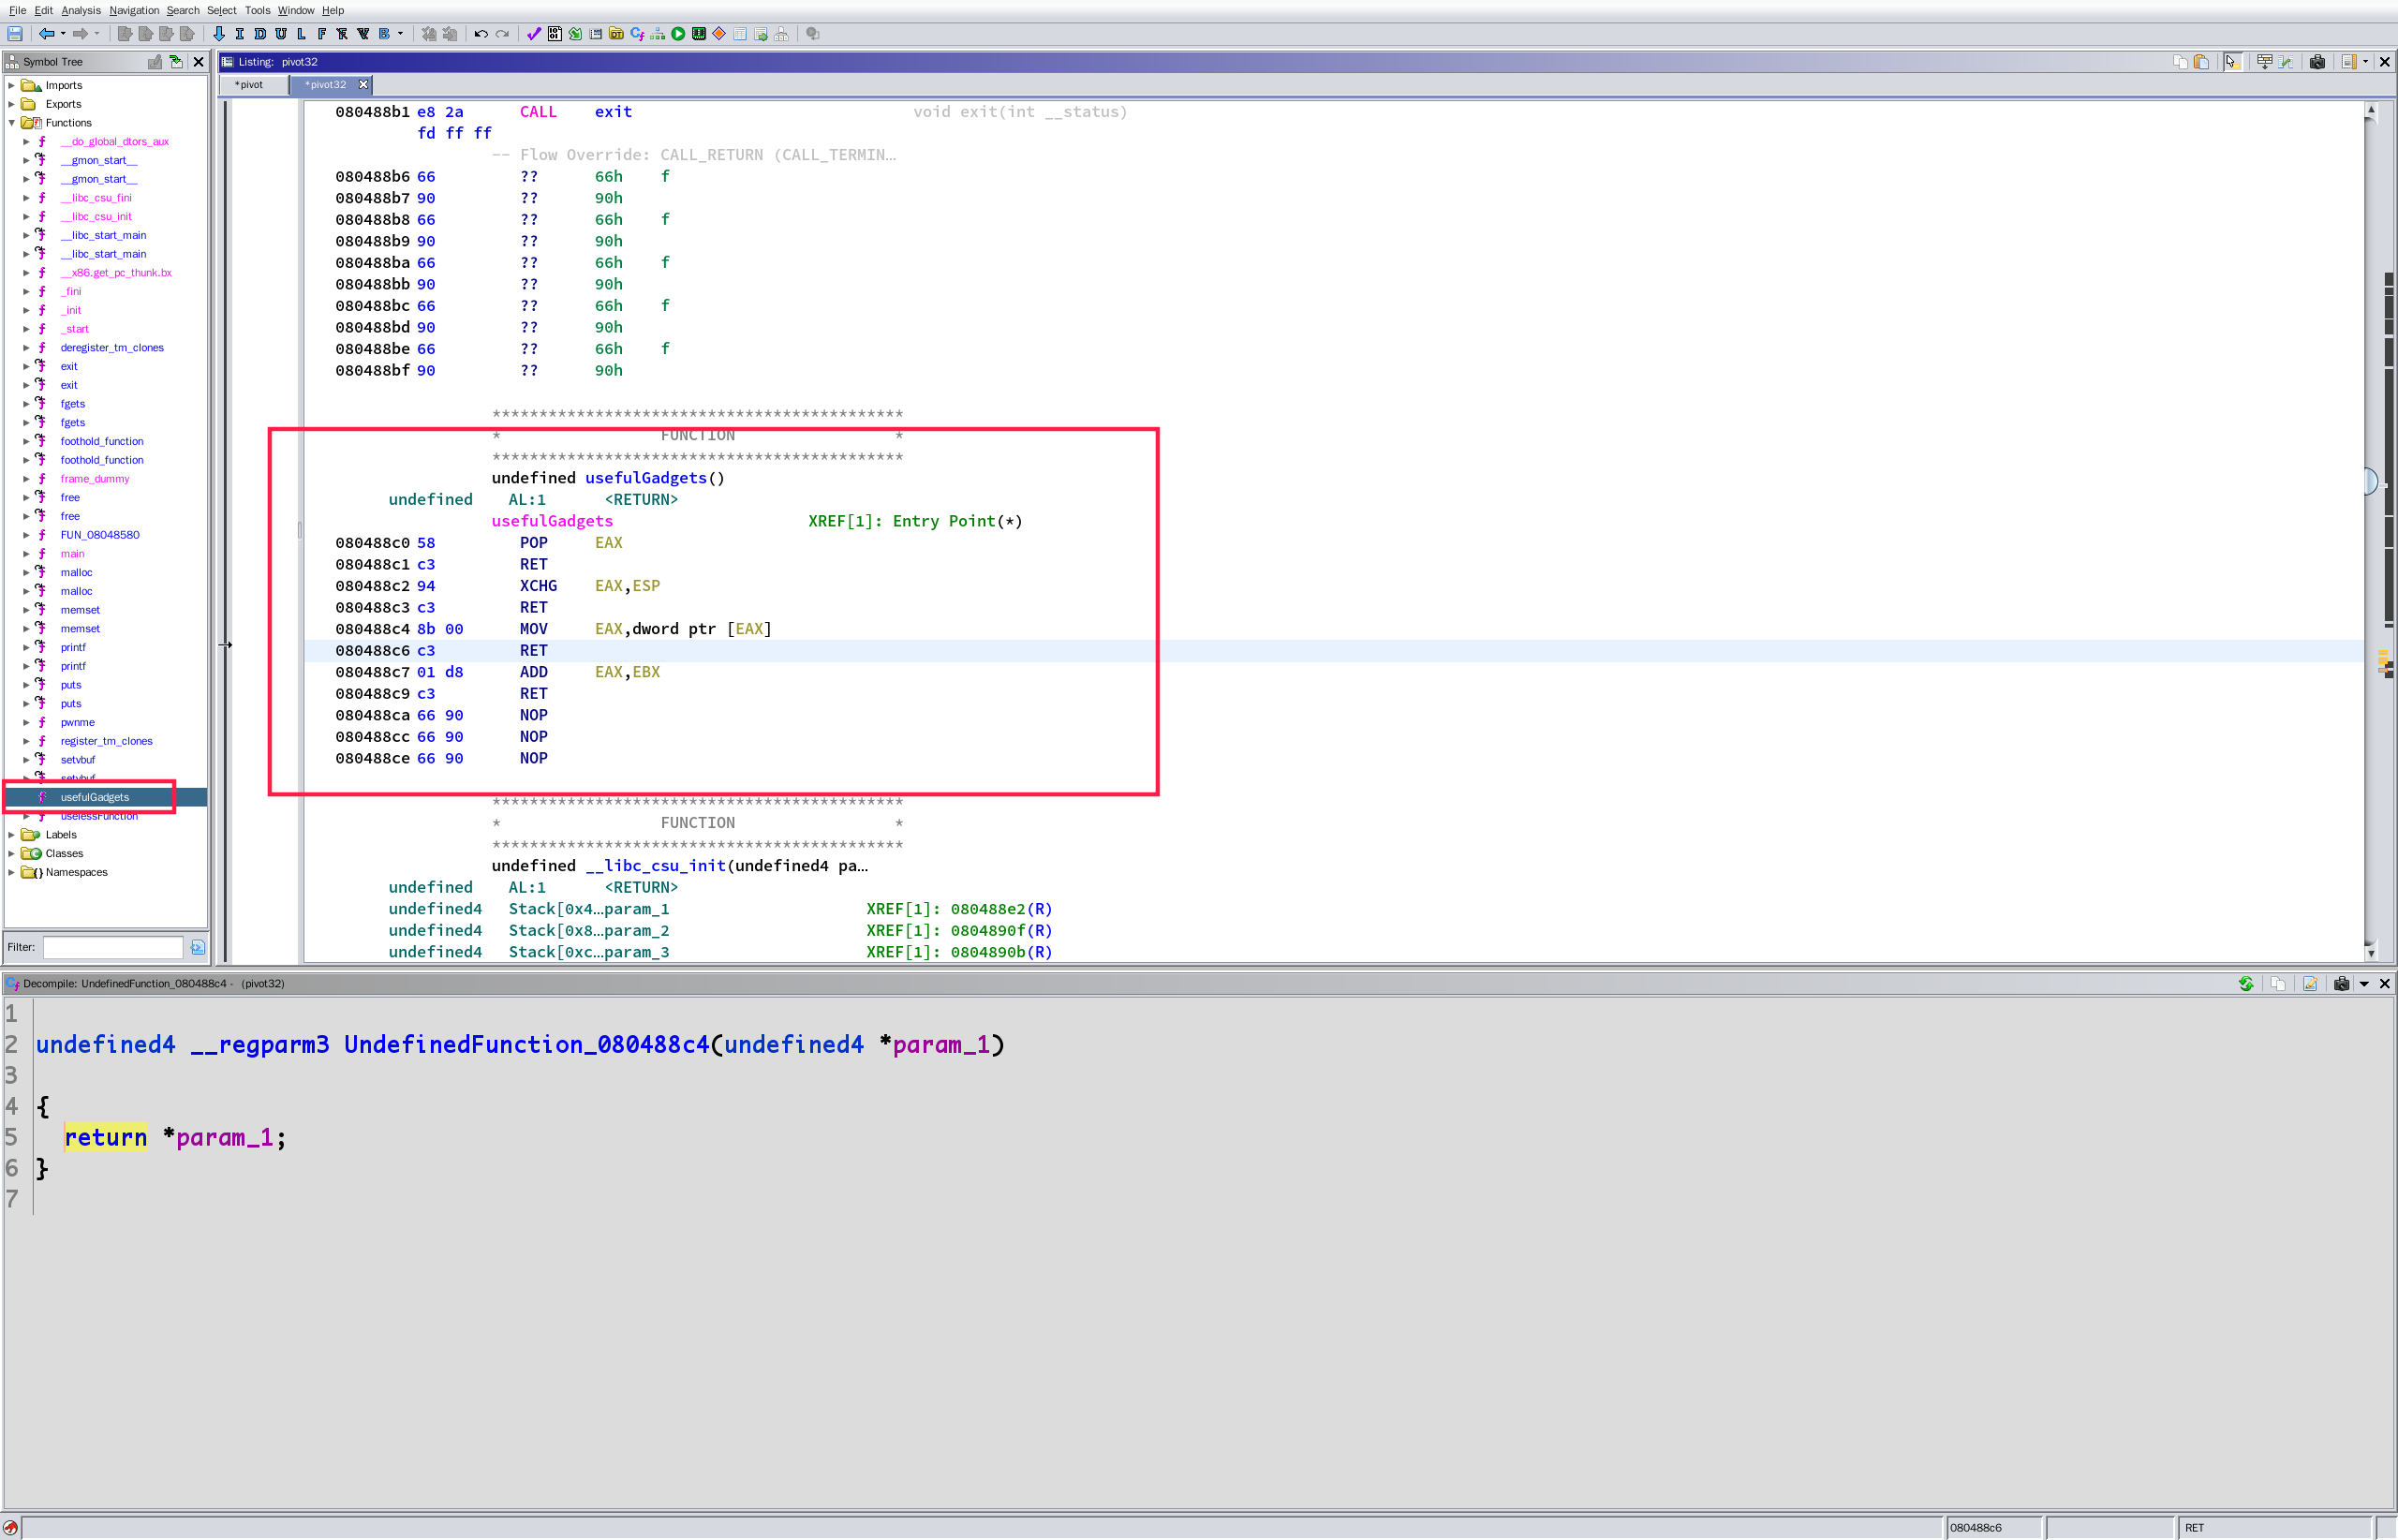 File Edit Analysis Navigation Search Select Tools Window Help
I D U L F B
Symbol Tree
Imports
Exports
Functions
__do_global_dtors_aux
__gmon_start__
__gmon_start__
__libc_csu_fini
__libc_csu_init
__libc_start_main
__libc_start_main
__x86.get_pc_thunk.bx
_fini
_init
_start
deregister_tm_clones
exit
exit
fgets
fgets
foothold_function
foothold_function
frame_dummy
free
free
FUN_08048580
main
malloc
malloc
memset
memset
printf
printf
puts
puts
pwnme
register_tm_clones
setvbuf
setvbuf
usefulGadgets
uselessFunction
Labels
Classes
Namespaces
Filter:
Listing: pivot32
*pivot *pivot32
080488b1 e8 2a CALL exit void exit(int __status)
fd ff ff
-- Flow Override: CALL_RETURN (CALL_TERMIN…
080488b6 66 ?? 66h f
080488b7 90 ?? 90h
080488b8 66 ?? 66h f
080488b9 90 ?? 90h
080488ba 66 ?? 66h f
080488bb 90 ?? 90h
080488bc 66 ?? 66h f
080488bd 90 ?? 90h
080488be 66 ?? 66h f
080488bf 90 ?? 90h
********************************************
* FUNCTION *
********************************************
undefined usefulGadgets()
undefined AL:1 <RETURN>
usefulGadgets XREF[1]: Entry Point(*)
080488c0 58 POP EAX
080488c1 c3 RET
080488c2 94 XCHG EAX,ESP
080488c3 c3 RET
080488c4 8b 00 MOV EAX,dword ptr [EAX]
080488c6 c3 RET
080488c7 01 d8 ADD EAX,EBX
080488c9 c3 RET
080488ca 66 90 NOP
080488cc 66 90 NOP
080488ce 66 90 NOP
********************************************
* FUNCTION *
********************************************
undefined __libc_csu_init(undefined4 pa…
undefined AL:1 <RETURN>
undefined4 Stack[0x4…param_1 XREF[1]: 080488e2(R)
undefined4 Stack[0x8…param_2 XREF[1]: 0804890f(R)
undefined4 Stack[0xc…param_3 XREF[1]: 0804890b(R)
Decompile: UndefinedFunction_080488c4 - (pivot32)
1
2 undefined4 __regparm3 UndefinedFunction_080488c4(undefined4 *param_1)
3
4 {
5 return *param_1;
6 }
7
080488c6 RET